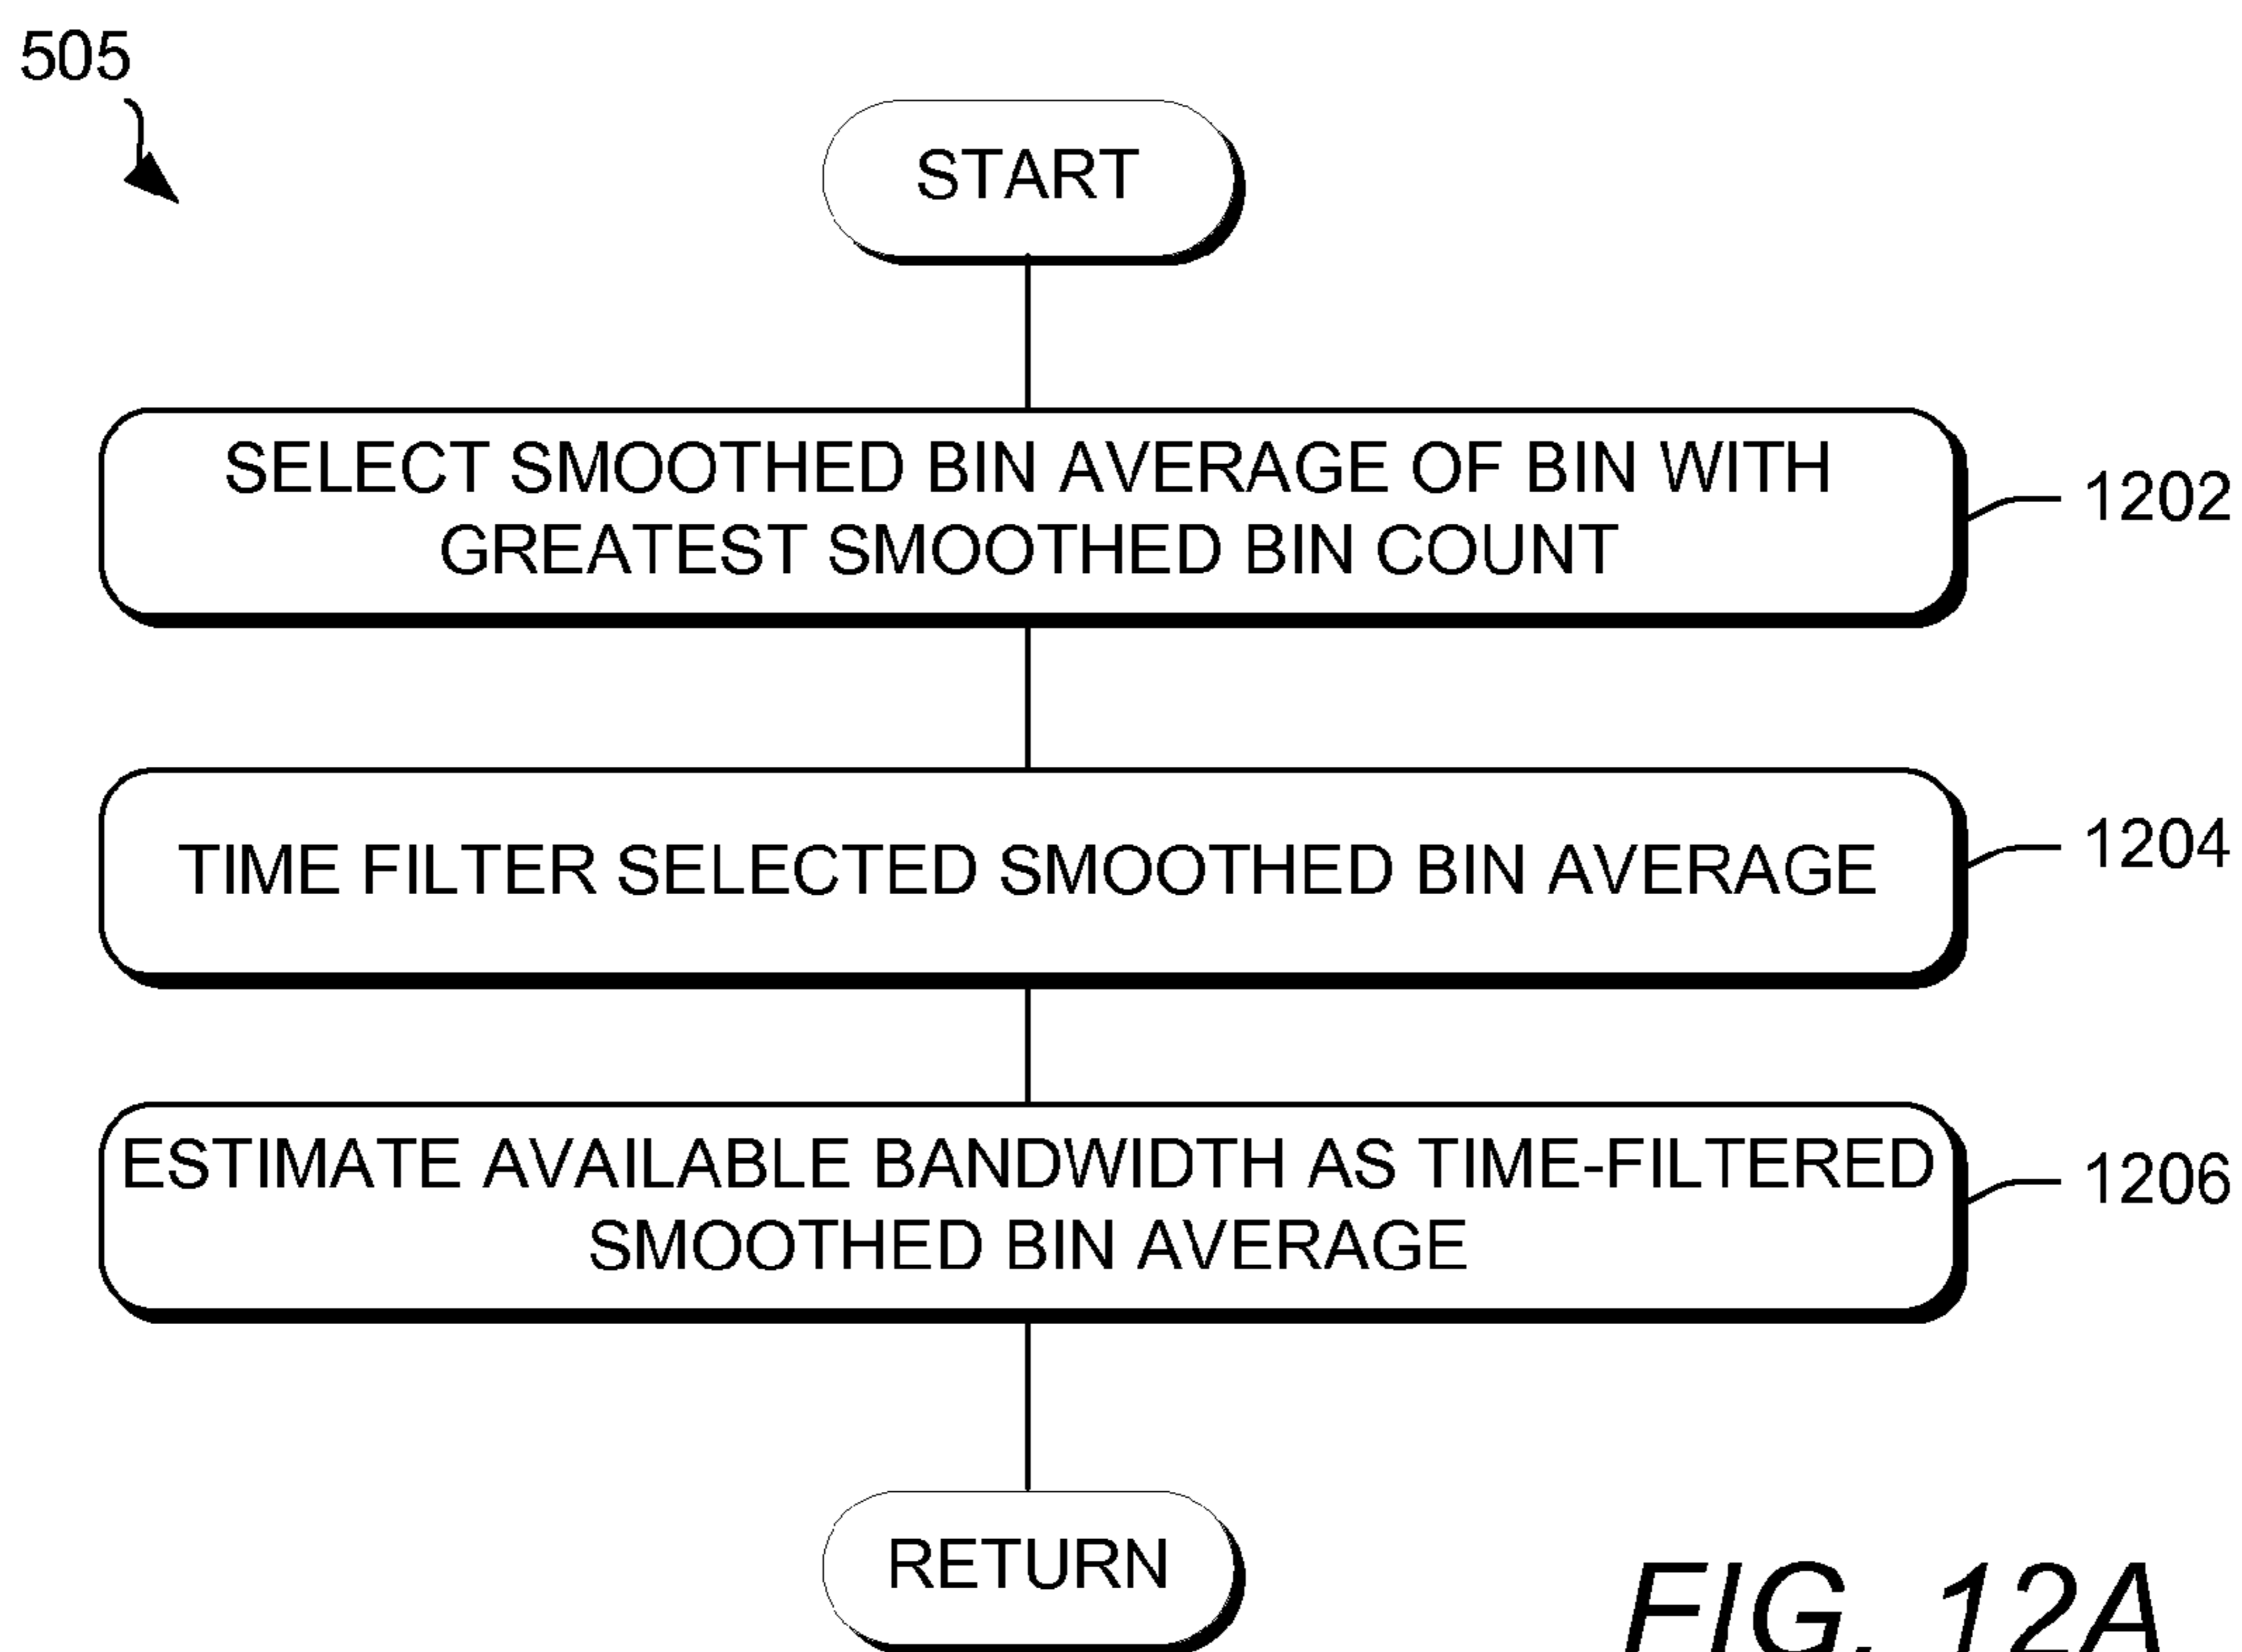 505
START
SELECT SMOOTHED BIN AVERAGE OF BIN WITH
GREATEST SMOOTHED BIN COUNT
1202
TIME FILTER SELECTED SMOOTHED BIN AVERAGE
1204
ESTIMATE AVAILABLE BANDWIDTH AS TIME-FILTERED
SMOOTHED BIN AVERAGE
1206
RETURN
FIG. 12A